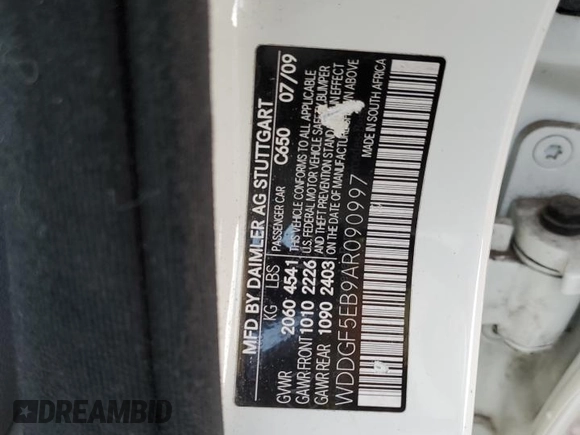 MFD BY DAIMLER AG STUTTGART
KG LBS PASSENGER CAR C650 07/09
GVWR 2060 4541 THIS VEHICLE CONFORMS TO ALL APPLICABLE
GAWR FRONT 1010 2226 U.S. FEDERAL MOTOR VEHICLE SAFETY, BUMPER
GAWR REAR 1090 2403 AND THEFT PREVENTION STANDARDS IN EFFECT
ON THE DATE OF MANUFACTURE SHOWN ABOVE
WDDGF5EB9AR090997 MADE IN SOUTH AFRICA
DREAMBID